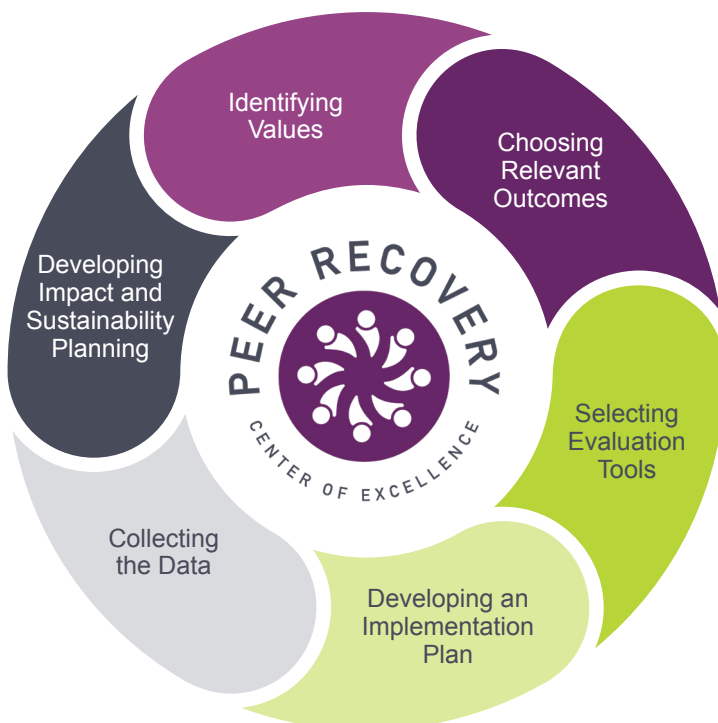 Identifying
Values
Choosing
Relevant
Outcomes
Selecting
Evaluation
Tools
Developing an
Implementation
Plan
Collecting
the Data
Developing
Impact and
Sustainability
Planning
PEER RECOVERY
CENTER OF EXCELLENCE